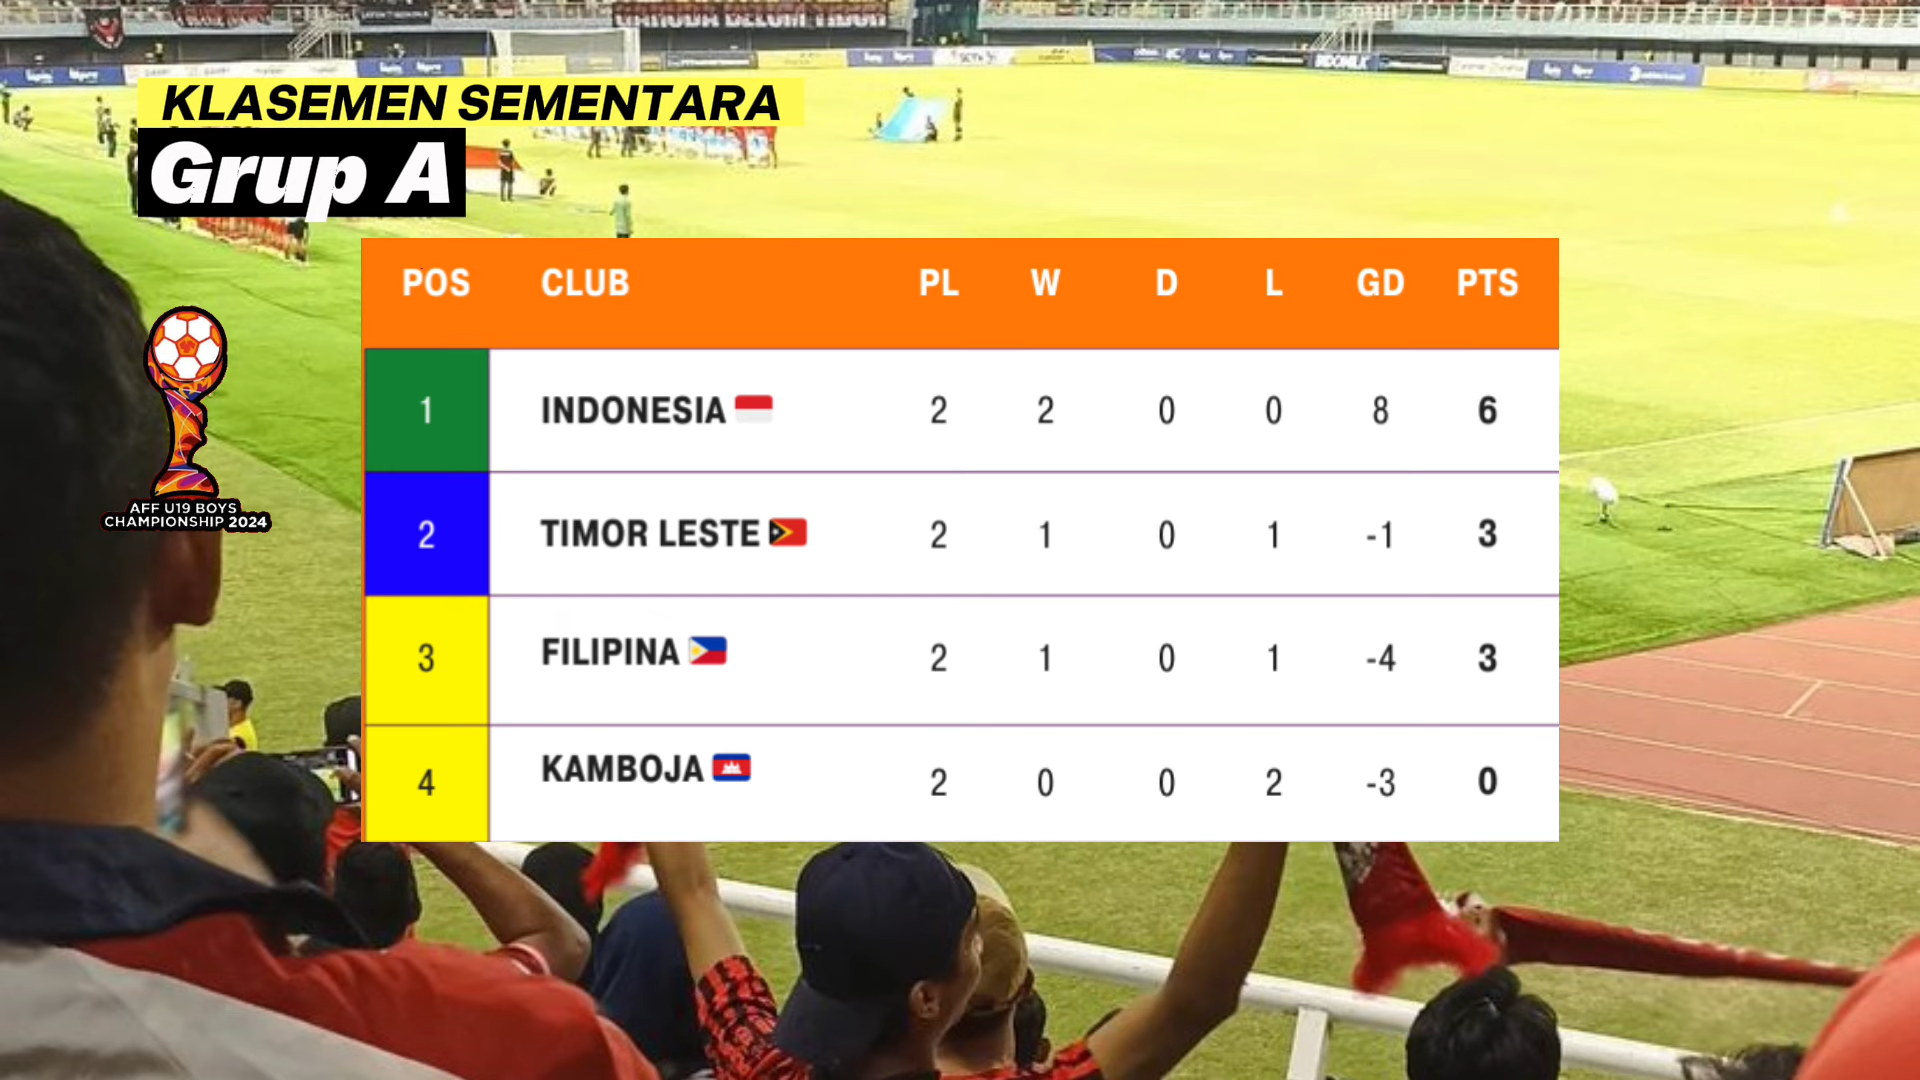 KLASEMEN SEMENTARA
Grup A
POS CLUB PL W D L GD PTS
1 INDONESIA 2 2 0 0 8 6
2 TIMOR LESTE 2 1 0 1 -1 3
3 FILIPINA 2 1 0 1 -4 3
4 KAMBOJA 2 0 0 2 -3 0
AFF U19 BOYS
CHAMPIONSHIP 2024
INDOMILK